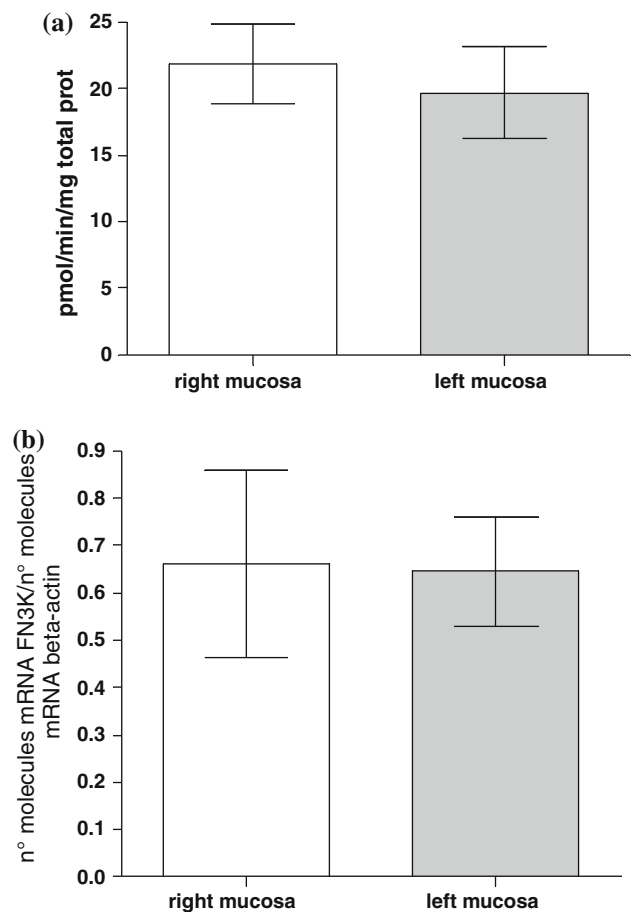 (a)
pmol/min/mg total prot
25
20
15
10
5
0
right mucosa left mucosa
(b)
n° molecules mRNA FN3K/n° molecules
mRNA beta-actin
0.9
0.8
0.7
0.6
0.5
0.4
0.3
0.2
0.1
0.0
right mucosa left mucosa